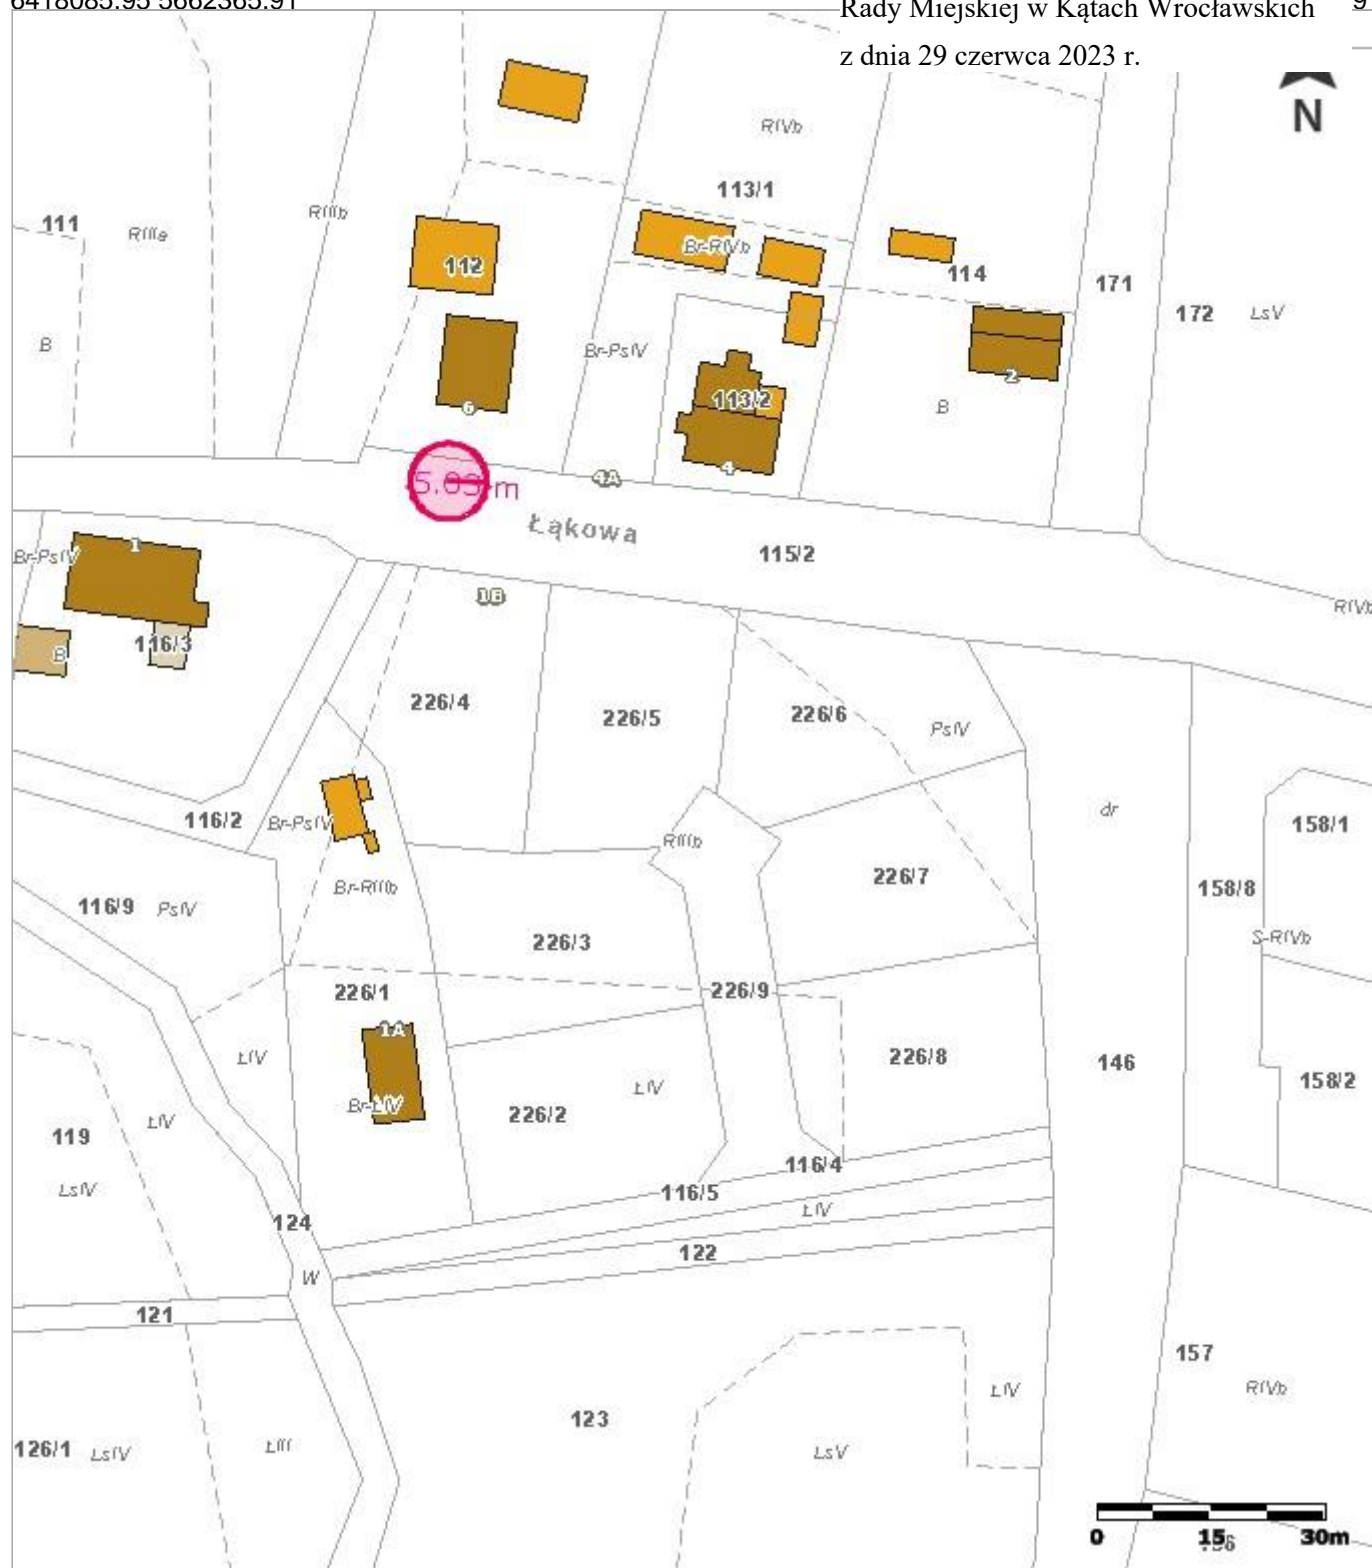 6418085.95 5662365.91
Rady Miejskiej w Kątach Wrocławskich
9
z dnia 29 czerwca 2023 r.
N
RIVb
113/1
111
RIIIa
RIIIb
112
Br-RIVb
114
171
172
LsV
B
6
Br-PsIV
113/2
4
2
B
4A
5.09 m
Łąkowa
115/2
Br-PsIV
1
1B
RIVb
116/3
B
226/4
226/5
226/6
PsIV
dr
158/1
116/2
Br-PsIV
RIIIb
226/7
158/8
Br-RIIIb
116/9
PsIV
226/3
S-RIVb
226/1
226/9
1A
ŁIV
226/8
146
158/2
Br-ŁIV
226/2
ŁIV
119
ŁIV
LsIV
116/4
116/5
ŁIV
124
122
W
121
157
RIVb
ŁIV
123
126/1
LsIV
ŁIII
LsV
0
15
30m